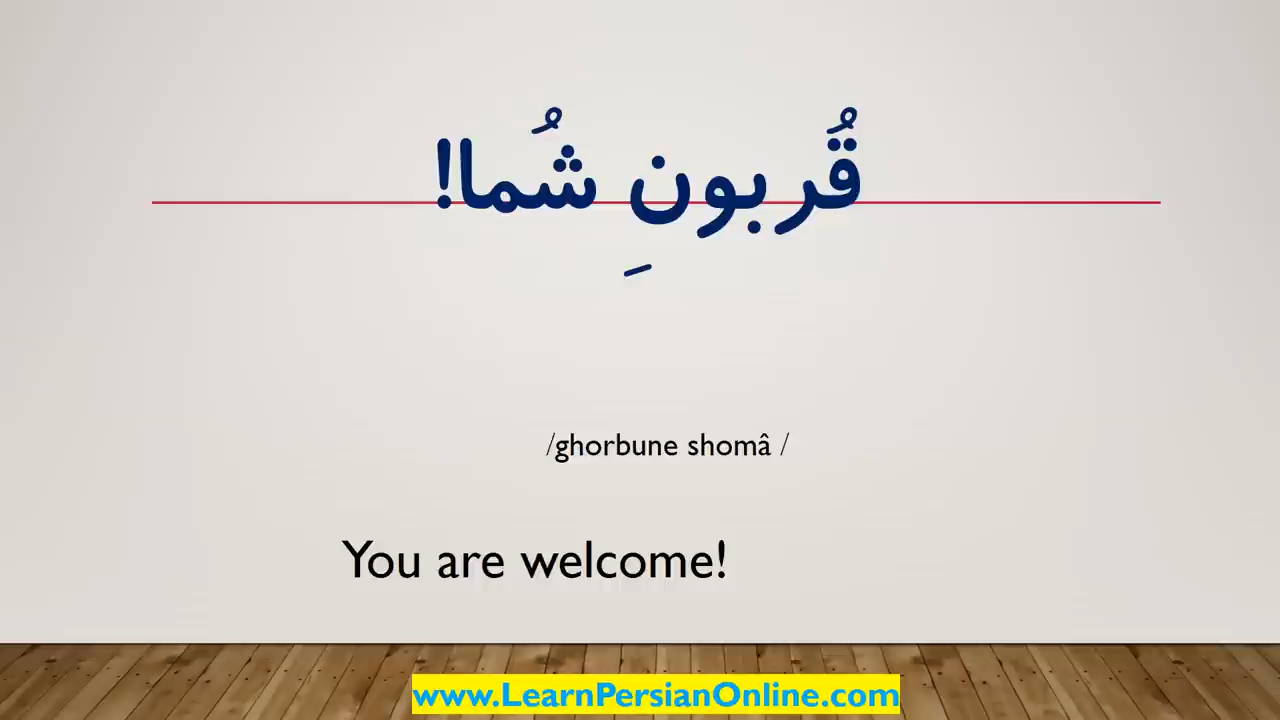 قُربونِ شُما!
/ghorbune shomâ /
You are welcome!
www.LearnPersianOnline.com